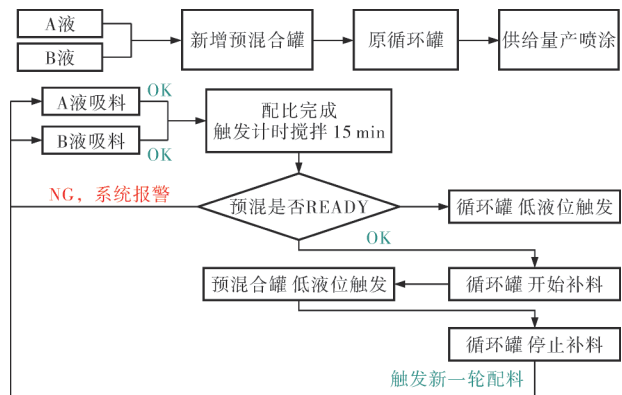 A液
B液
新增预混合罐
原循环罐
供给量产喷涂
A液吸料
OK
B液吸料
OK
配比完成
触发计时搅拌 15 min
NG，系统报警
预混是否READY
循环罐 低液位触发
OK
预混合罐 低液位触发
循环罐 开始补料
循环罐 停止补料
触发新一轮配料